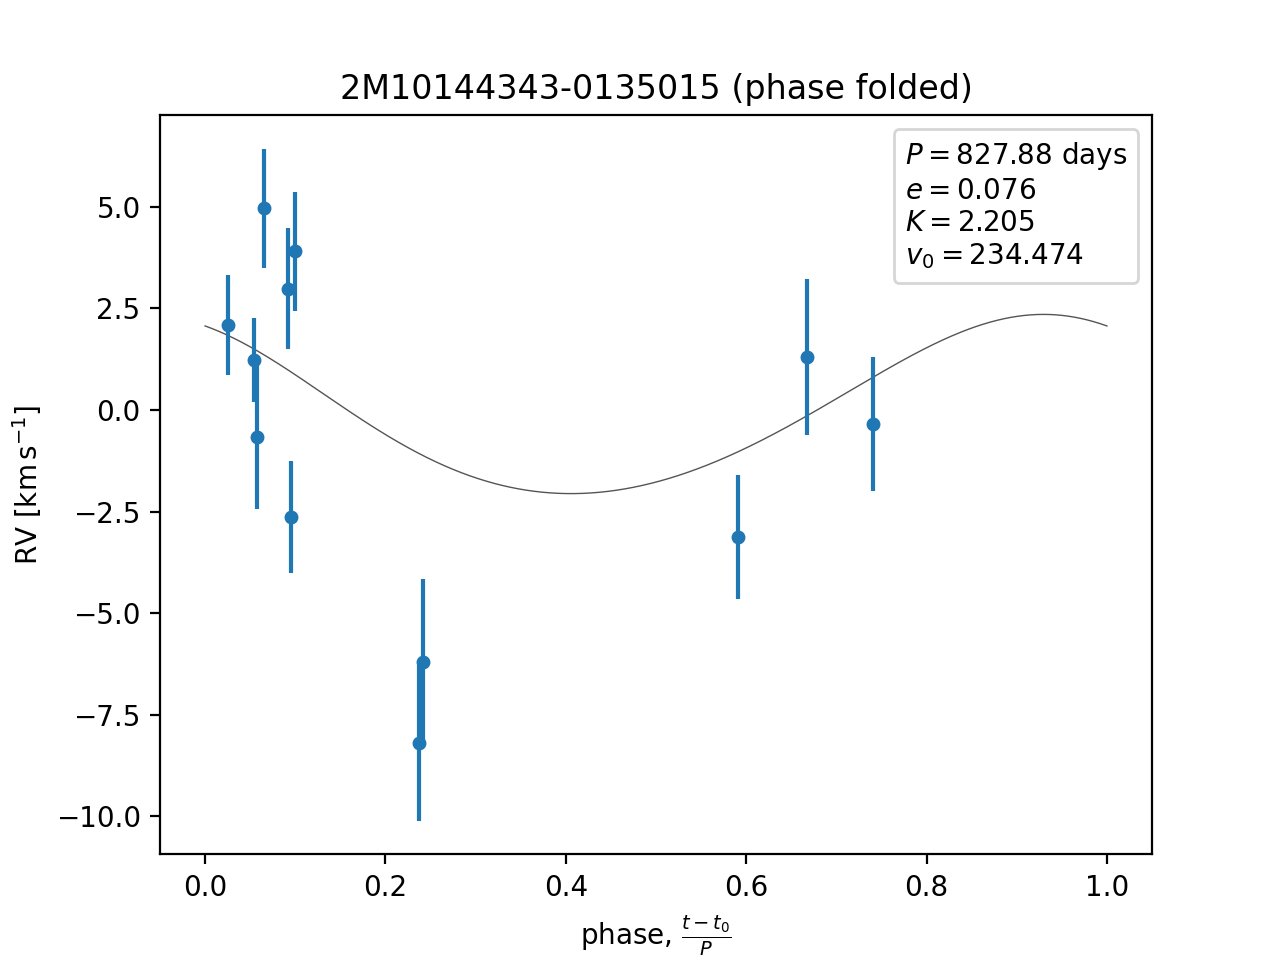 2M10144343-0135015 (phase folded)
P = 827.88 days
e = 0.076
K = 2.205
v₀ = 234.474
RV [km s⁻¹]
5.0
2.5
0.0
−2.5
−5.0
−7.5
−10.0
0.0 0.2 0.4 0.6 0.8 1.0
phase, (t − t₀)/P